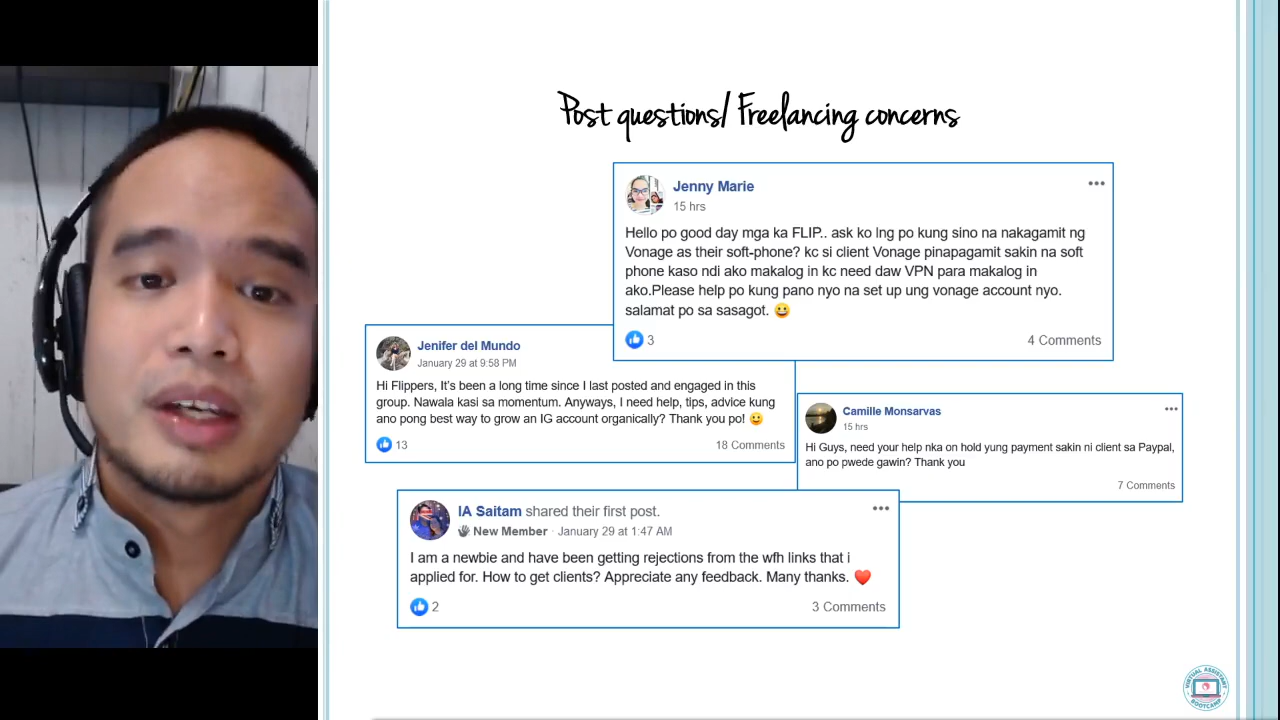 Post questions/ Freelancing concerns
Jenny Marie
15 hrs
Hello po good day mga ka FLIP.. ask ko lng po kung sino na nakagamit ng
Vonage as their soft-phone? kc si client Vonage pinapagamit sakin na soft
phone kaso ndi ako makalog in kc need daw VPN para makalog in
ako.Please help po kung pano nyo na set up ung vonage account nyo.
salamat po sa sasagot. 😀
3
4 Comments
Jenifer del Mundo
January 29 at 9:58 PM
Hi Flippers, It's been a long time since I last posted and engaged in this
group. Nawala kasi sa momentum. Anyways, I need help, tips, advice kung
ano pong best way to grow an IG account organically? Thank you po! 🙂
13
18 Comments
Camille Monsarvas
15 hrs
Hi Guys, need your help nka on hold yung payment sakin ni client sa Paypal,
ano po pwede gawin? Thank you
7 Comments
IA Saitam shared their first post.
New Member · January 29 at 1:47 AM
I am a newbie and have been getting rejections from the wfh links that i
applied for. How to get clients? Appreciate any feedback. Many thanks. ❤️
2
3 Comments
VIRTUAL ASSISTANT
BOOTCAMP